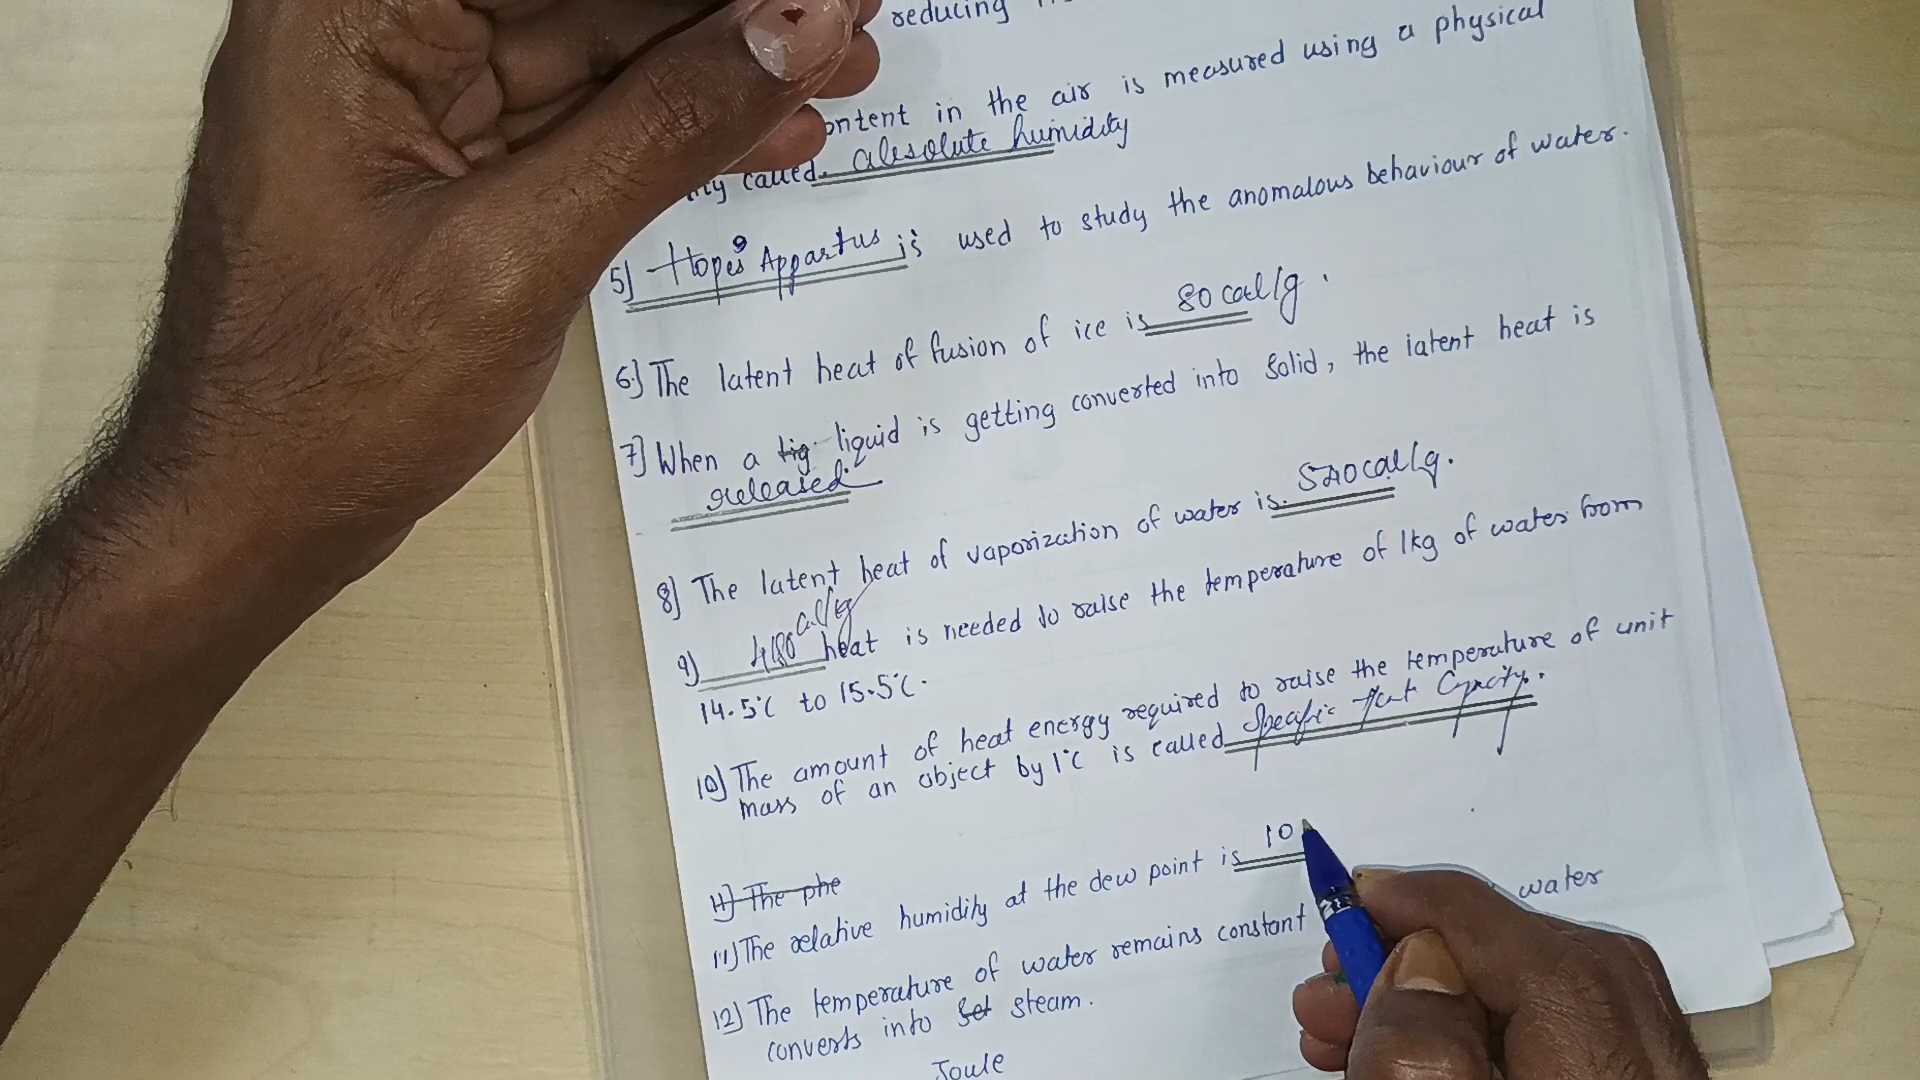 reducing
ontent in the air is measured using a physical
ity called. absolute humidity
5) Hope's Appartus is used to study the anomalous behaviour of water.
6.) The latent heat of fusion of ice is 80 cal/g.
7) When a liq. liquid is getting converted into solid, the latent heat is
released.
8) The latent heat of vaporization of water is. 540 cal/g.
9) heat is needed to raise the temperature of 1kg of water from
14.5°C to 15.5°C.
10) The amount of heat energy required to raise the temperature of unit
mass of an object by 1°C is called Specific Heat Capacity.
11) The phe
11) The relative humidity at the dew point is 10
12) The temperature of water remains constant water
converts into set steam.
Joule